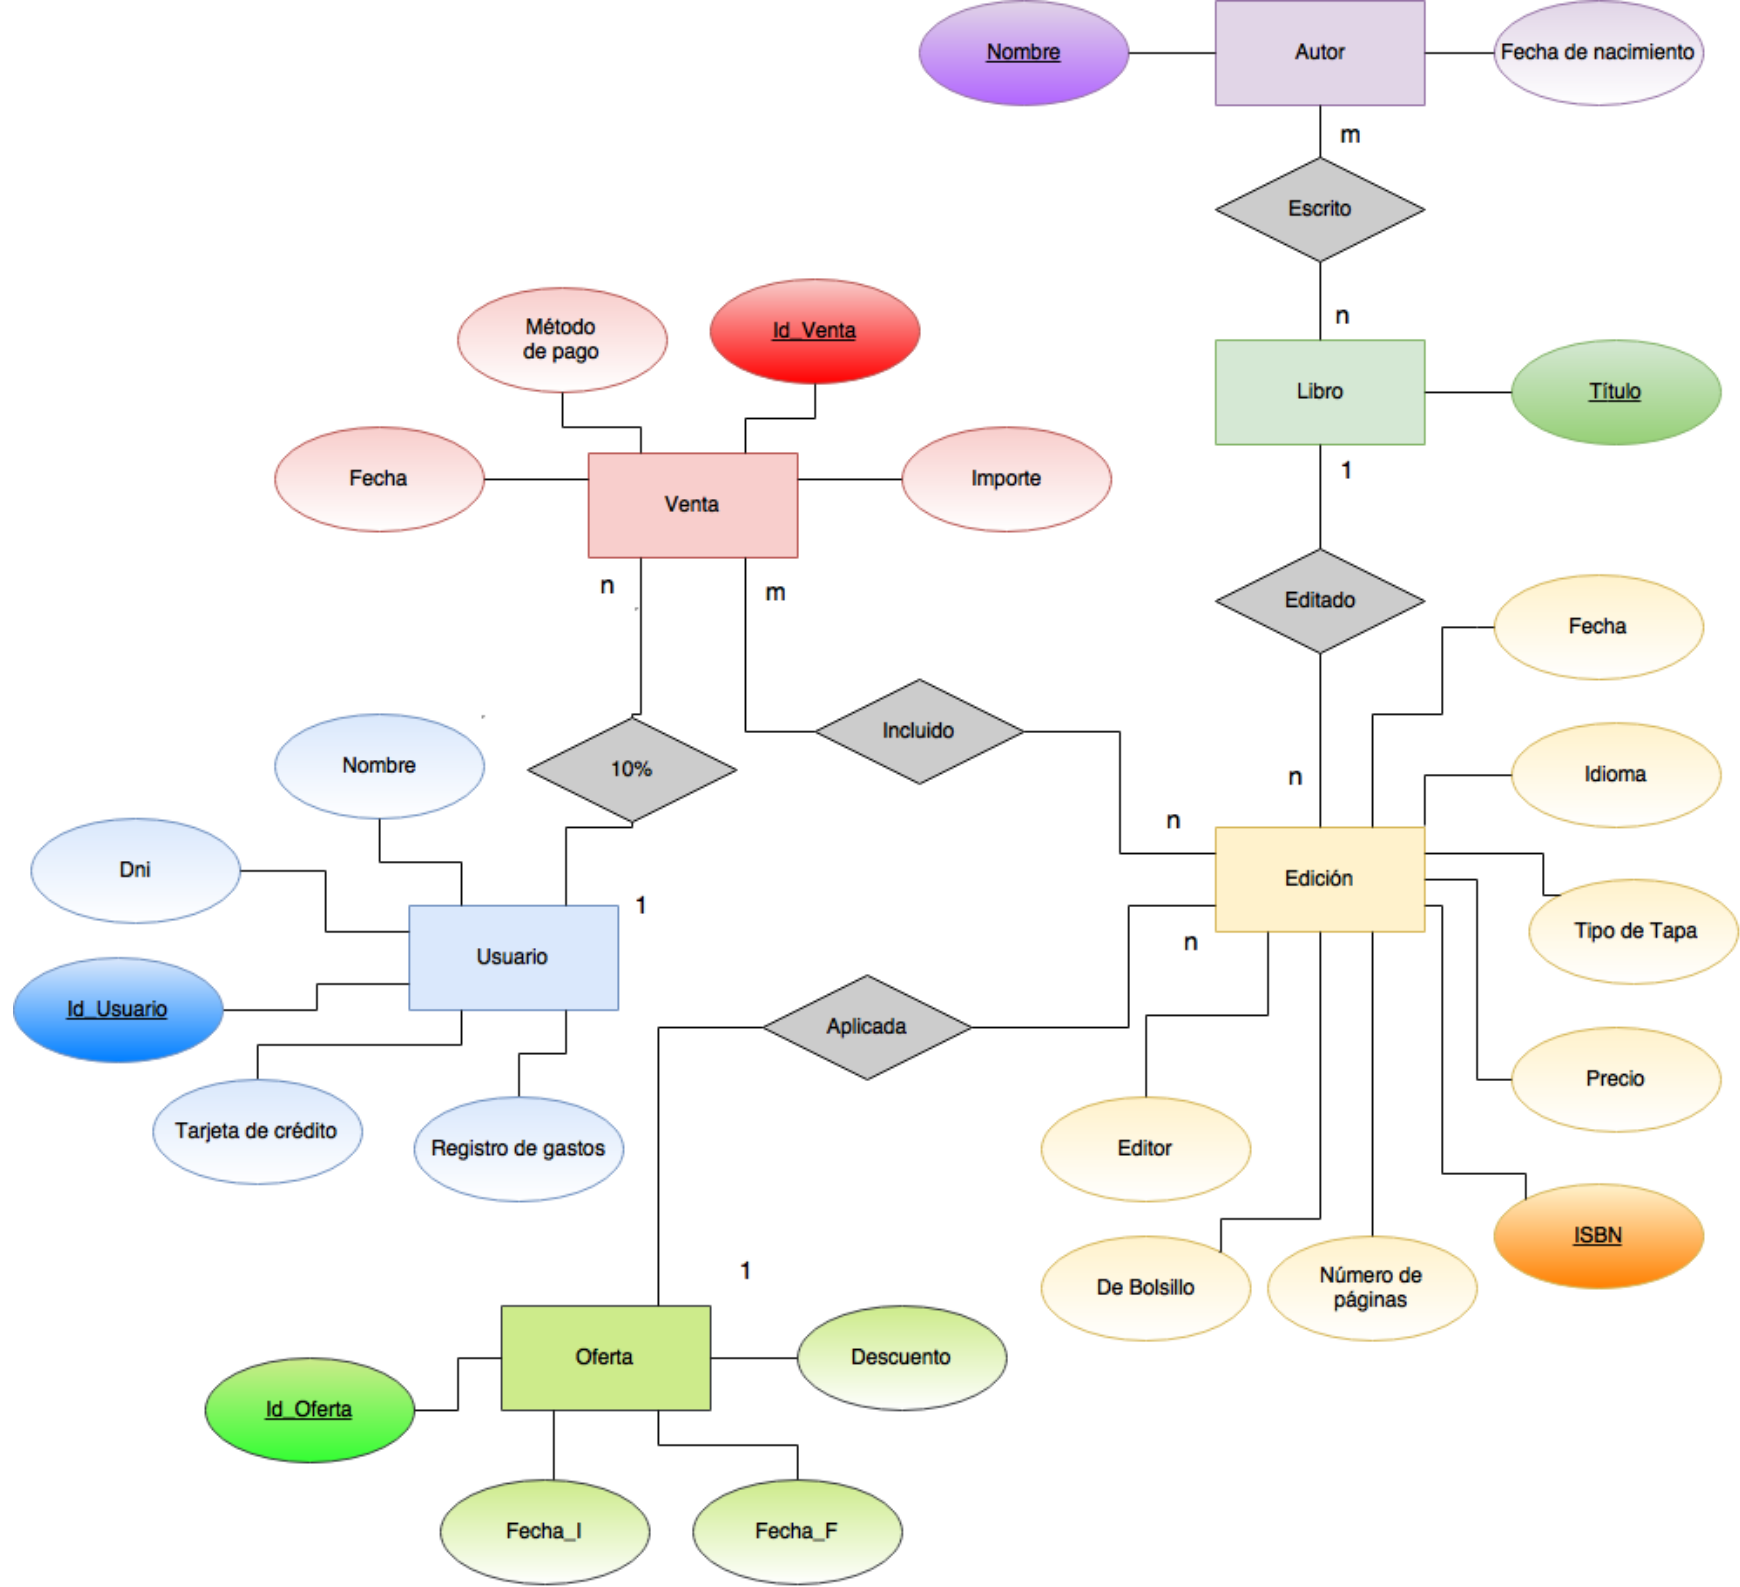 Nombre
Autor
Fecha de nacimiento
m
Escrito
n
Método
de pago
Id_Venta
Libro
Título
Fecha
Venta
Importe
1
n
m
Editado
Fecha
Incluido
Nombre
10%
n
Idioma
n
Dni
Edición
1
Tipo de Tapa
n
Usuario
Id_Usuario
Aplicada
Precio
Tarjeta de crédito
Registro de gastos
Editor
ISBN
1
De Bolsillo
Número de
páginas
Oferta
Descuento
Id_Oferta
Fecha_I
Fecha_F